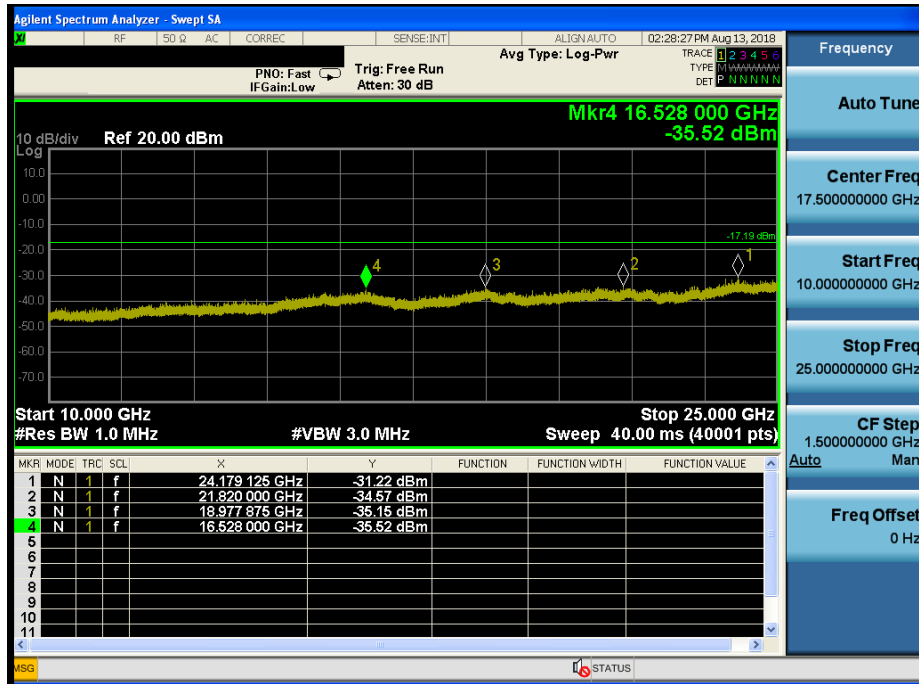 Agilent Spectrum Analyzer - Swept SA
RF 50 Ω AC CORREC SENSE:INT ALIGN AUTO 02:28:27 PM Aug 13, 2018
Avg Type: Log-Pwr TRACE 1 2 3 4 5 6
PNO: Fast Trig: Free Run TYPE M WWWWW
IFGain:Low Atten: 30 dB DET P N N N N N
Mkr4 16.528 000 GHz
-35.52 dBm
10 dB/div Ref 20.00 dBm
Log
10.0
0.00
-10.0
-17.19 dBm
-20.0
4 3 2 1
-30.0
-40.0
-50.0
-60.0
-70.0
Start 10.000 GHz Stop 25.000 GHz
#Res BW 1.0 MHz #VBW 3.0 MHz Sweep 40.00 ms (40001 pts)
MKR MODE TRC SCL X Y FUNCTION FUNCTION WIDTH FUNCTION VALUE
1 N 1 f 24.179 125 GHz -31.22 dBm
2 N 1 f 21.820 000 GHz -34.57 dBm
3 N 1 f 18.977 875 GHz -35.15 dBm
4 N 1 f 16.528 000 GHz -35.52 dBm
5
6
7
8
9
10
11
MSG STATUS
Frequency
Auto Tune
Center Freq
17.500000000 GHz
Start Freq
10.000000000 GHz
Stop Freq
25.000000000 GHz
CF Step
1.500000000 GHz
Auto Man
Freq Offset
0 Hz